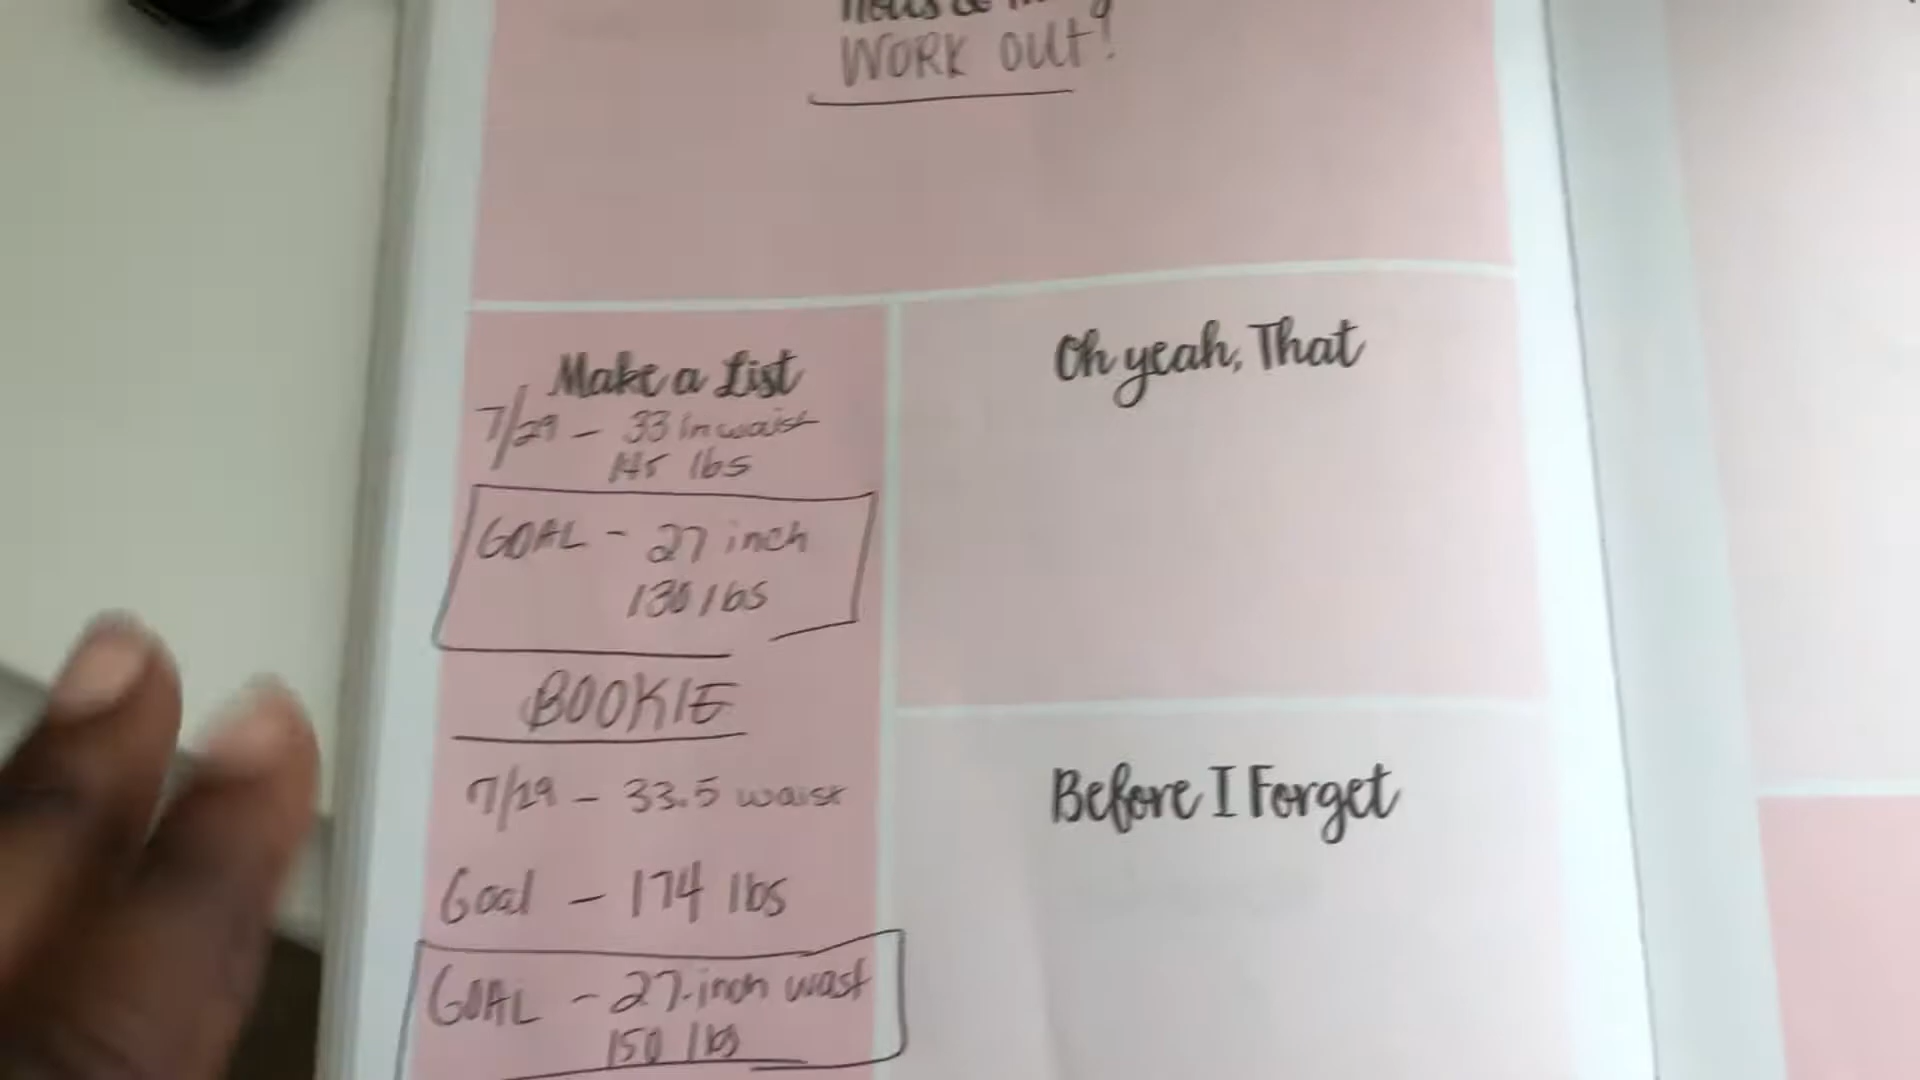 WORK OUT!
Make a List
7/29 - 33 in waist
145 lbs
GOAL - 27 inch
130 lbs
BOOKIE
7/29 - 33.5 waist
Goal - 174 lbs
GOAL - 27-inch wast
150 lbs
Oh yeah, That
Before I Forget